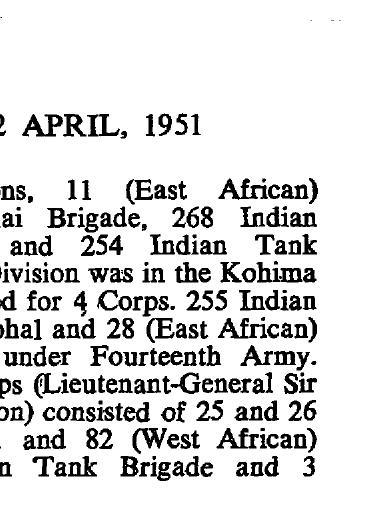 2 APRIL, 1951
ns, 11 (East African)
ai Brigade, 268 Indian
and 254 Indian Tank
Division was in the Kohima
d for 4 Corps. 255 Indian
phal and 28 (East African)
under Fourteenth Army.
ps (Lieutenant-General Sir
on) consisted of 25 and 26
and 82 (West African)
n Tank Brigade and 3